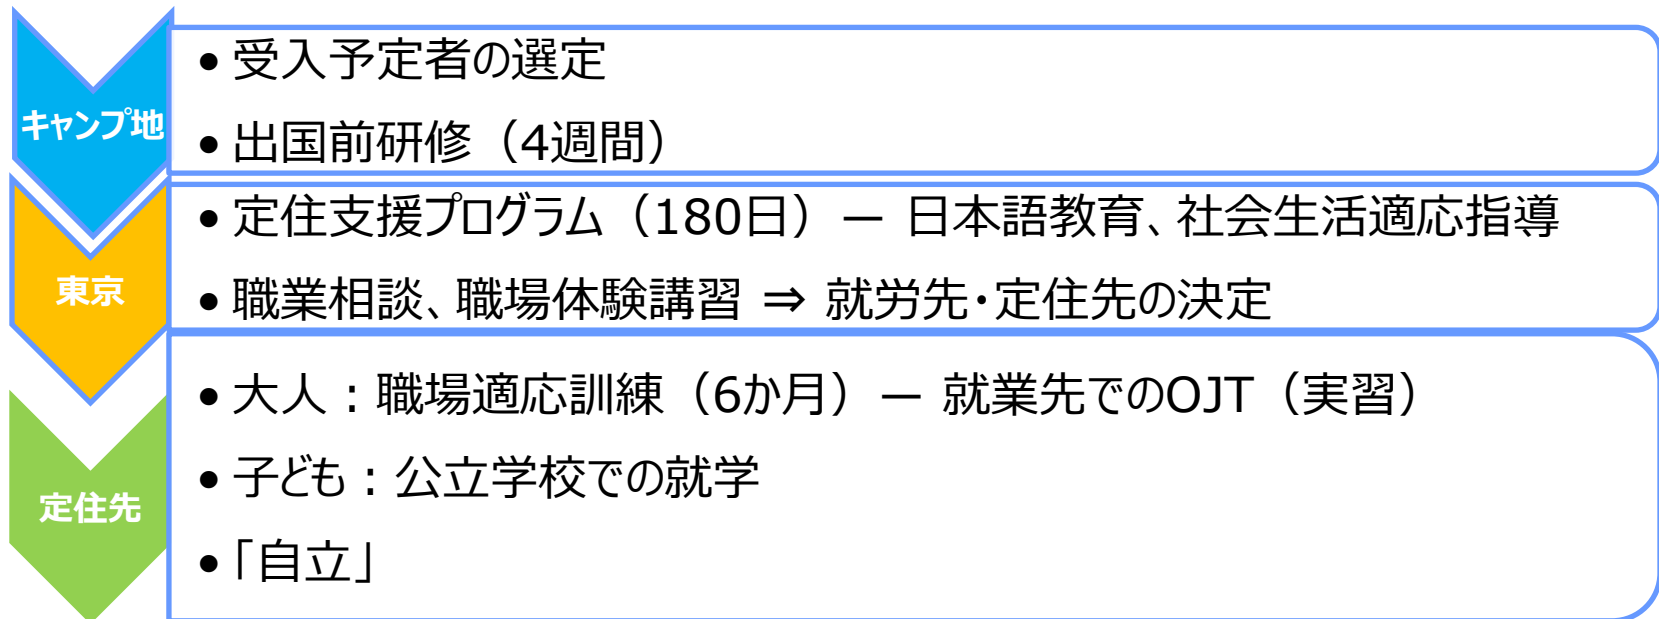 キャンプ地
• 受入予定者の選定
• 出国前研修（4週間）
東京
• 定住支援プログラム（180日）— 日本語教育、社会生活適応指導
• 職業相談、職場体験講習 ⇒ 就労先・定住先の決定
定住先
• 大人：職場適応訓練（6か月）— 就業先でのOJT（実習）
• 子ども：公立学校での就学
• 「自立」